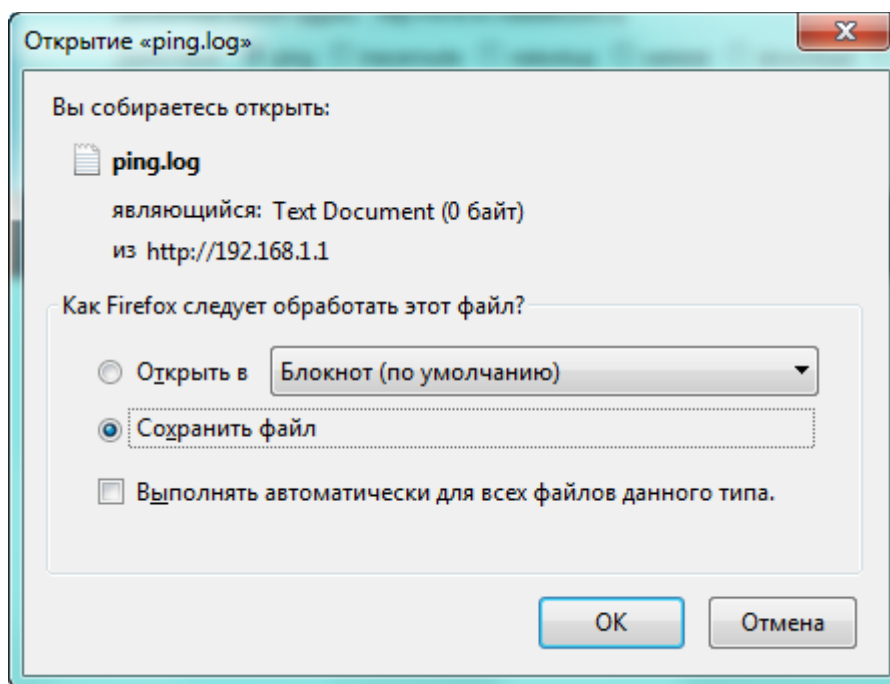 Открытие «ping.log»
Вы собираетесь открыть:
ping.log
являющийся: Text Document (0 байт)
из http://192.168.1.1
Как Firefox следует обработать этот файл?
Открыть в Блокнот (по умолчанию)
Сохранить файл
Выполнять автоматически для всех файлов данного типа.
OK Отмена